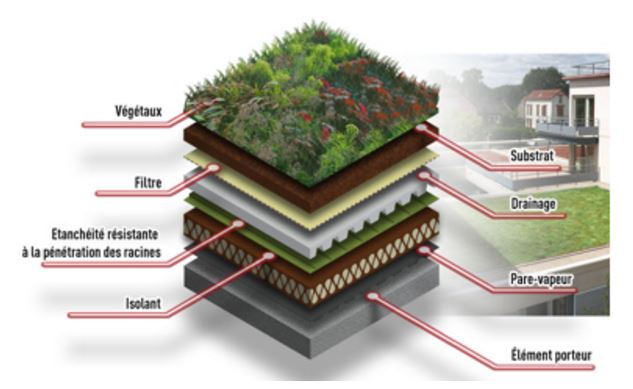 Végétaux
Substrat
Filtre
Drainage
Etanchéité résistante
à la pénétration des racines
Pare-vapeur
Isolant
Élément porteur